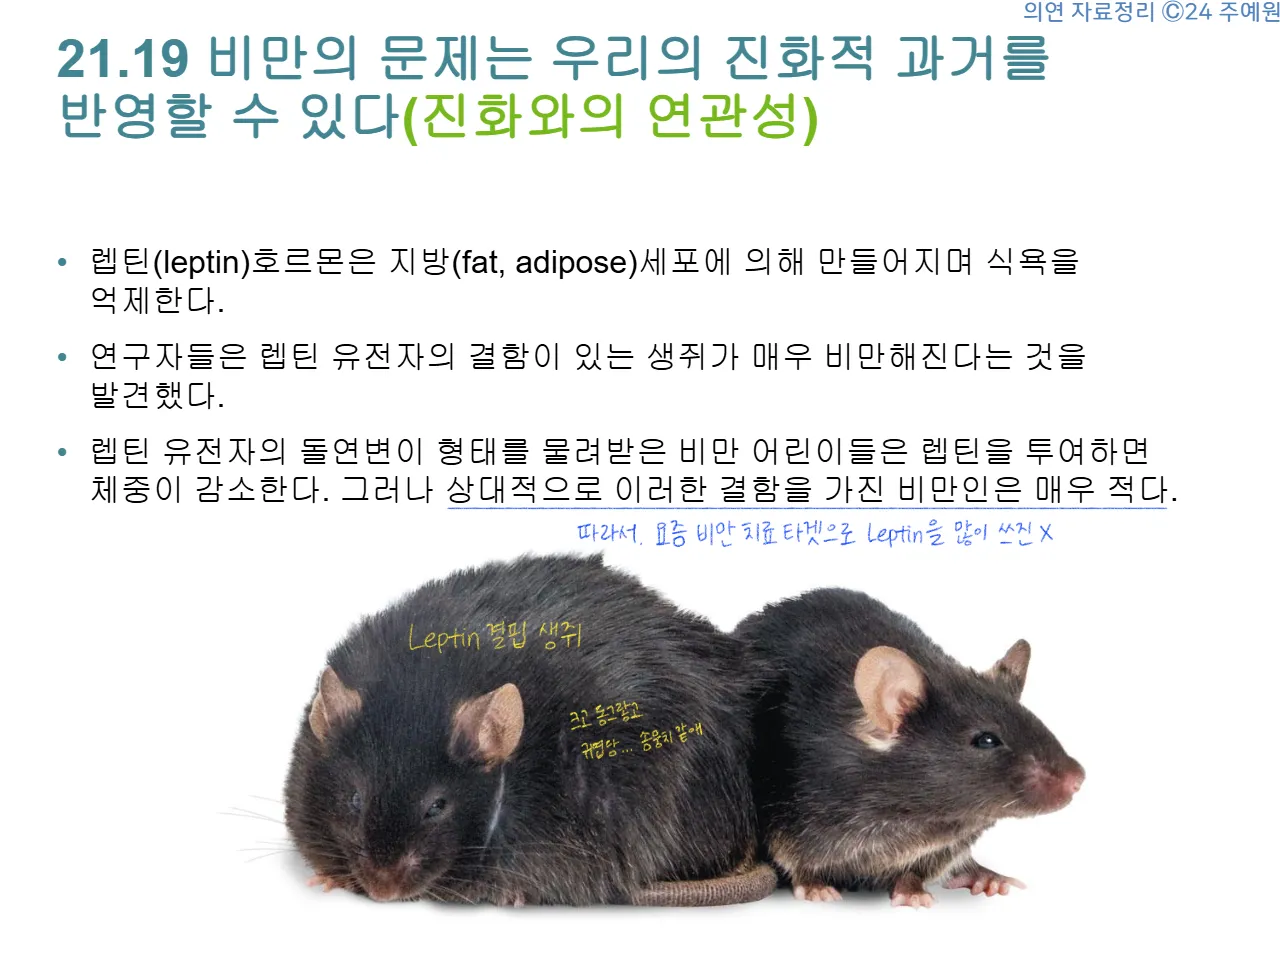 의연 자료정리 ©24 주예원
21.19 비만의 문제는 우리의 진화적 과거를
반영할 수 있다(진화와의 연관성)
• 렙틴(leptin)호르몬은 지방(fat, adipose)세포에 의해 만들어지며 식욕을
억제한다.
• 연구자들은 렙틴 유전자의 결함이 있는 생쥐가 매우 비만해진다는 것을
발견했다.
• 렙틴 유전자의 돌연변이 형태를 물려받은 비만 어린이들은 렙틴을 투여하면
체중이 감소한다. 그러나 상대적으로 이러한 결함을 가진 비만인은 매우 적다.
따라서, 요즘 비만 치료 타겟으로 Leptin을 많이 쓰진 X
Leptin 결핍 생쥐
크고 동그랗고
귀엽당... 송뭉치 같애